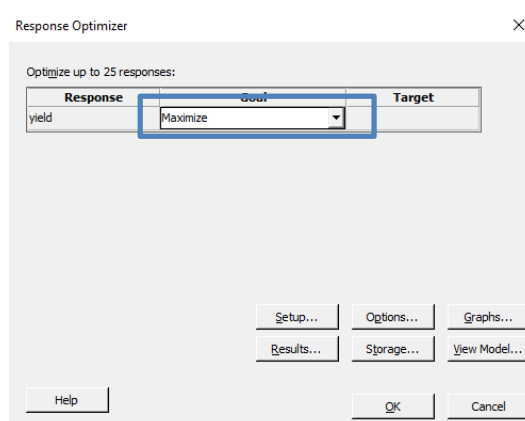 Response Optimizer
Optimize up to 25 responses:
Response Goal Target
yield Maximize
Setup... Options... Graphs...
Results... Storage... View Model...
Help OK Cancel